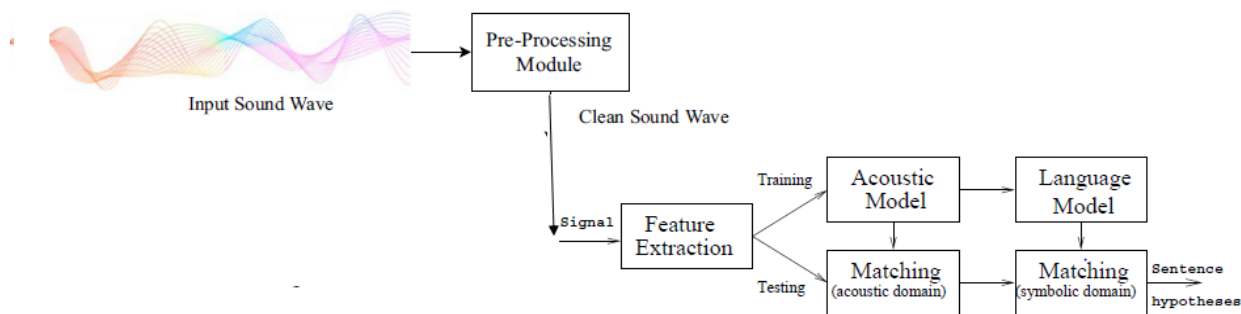 Pre-Processing
Module
Input Sound Wave
Clean Sound Wave
Training
Acoustic
Model
Language
Model
Signal
Feature
Extraction
Testing
Matching
(acoustic domain)
Matching
(symbolic domain)
Sentence
hypotheses